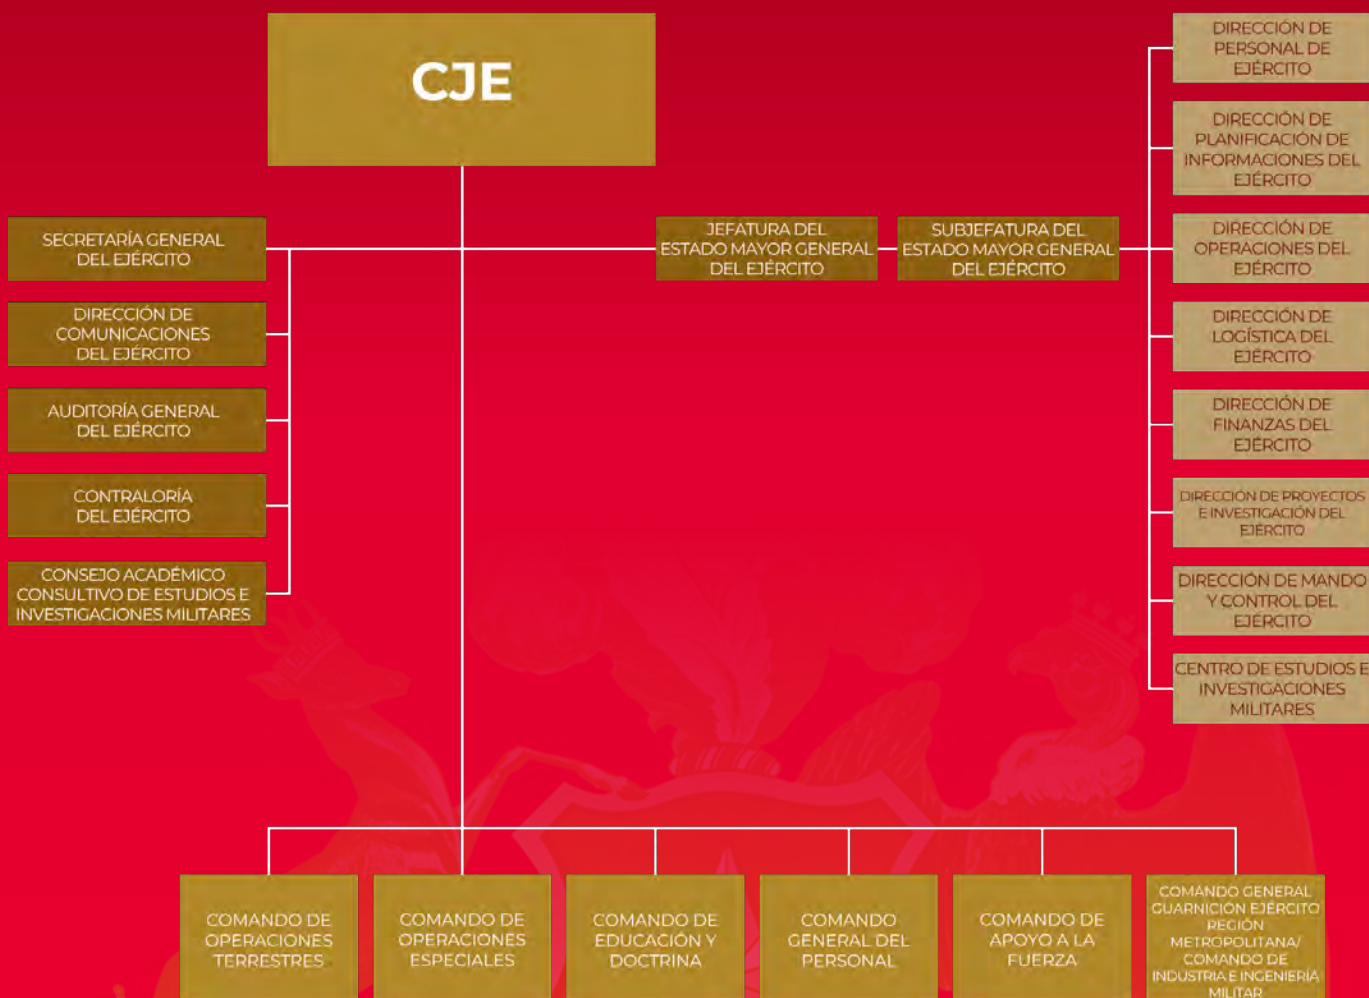 CJE
SECRETARÍA GENERAL
DEL EJÉRCITO
DIRECCIÓN DE
COMUNICACIONES
DEL EJÉRCITO
AUDITORÍA GENERAL
DEL EJÉRCITO
CONTRALORÍA
DEL EJÉRCITO
CONSEJO ACADÉMICO
CONSULTIVO DE ESTUDIOS E
INVESTIGACIONES MILITARES
JEFATURA DEL
ESTADO MAYOR GENERAL
DEL EJÉRCITO
SUBJEFATURA DEL
ESTADO MAYOR GENERAL
DEL EJÉRCITO
DIRECCIÓN DE
PERSONAL DE
EJÉRCITO
DIRECCIÓN DE
PLANIFICACIÓN DE
INFORMACIONES DEL
EJÉRCITO
DIRECCIÓN DE
OPERACIONES DEL
EJÉRCITO
DIRECCIÓN DE
LOGÍSTICA DEL
EJÉRCITO
DIRECCIÓN DE
FINANZAS DEL
EJÉRCITO
DIRECCIÓN DE PROYECTOS
E INVESTIGACIÓN DEL
EJÉRCITO
DIRECCIÓN DE MANDO
Y CONTROL DEL
EJÉRCITO
CENTRO DE ESTUDIOS E
INVESTIGACIONES
MILITARES
COMANDO DE
OPERACIONES
TERRESTRES
COMANDO DE
OPERACIONES
ESPECIALES
COMANDO DE
EDUCACIÓN Y
DOCTRINA
COMANDO
GENERAL DEL
PERSONAL
COMANDO DE
APOYO A LA
FUERZA
COMANDO GENERAL
GUARNICIÓN EJÉRCITO
REGIÓN
METROPOLITANA/
COMANDO DE
INDUSTRIA E INGENIERÍA
MILITAR